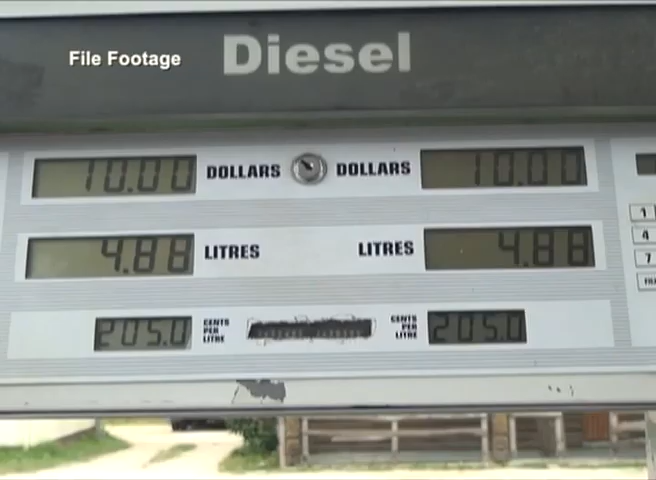 Diesel
File Footage
10.00 DOLLARS DOLLARS 10.00
4.88 LITRES LITRES 4.88
205.0 CENTS PER LITRE CENTS PER LITRE 205.0
1
4
7